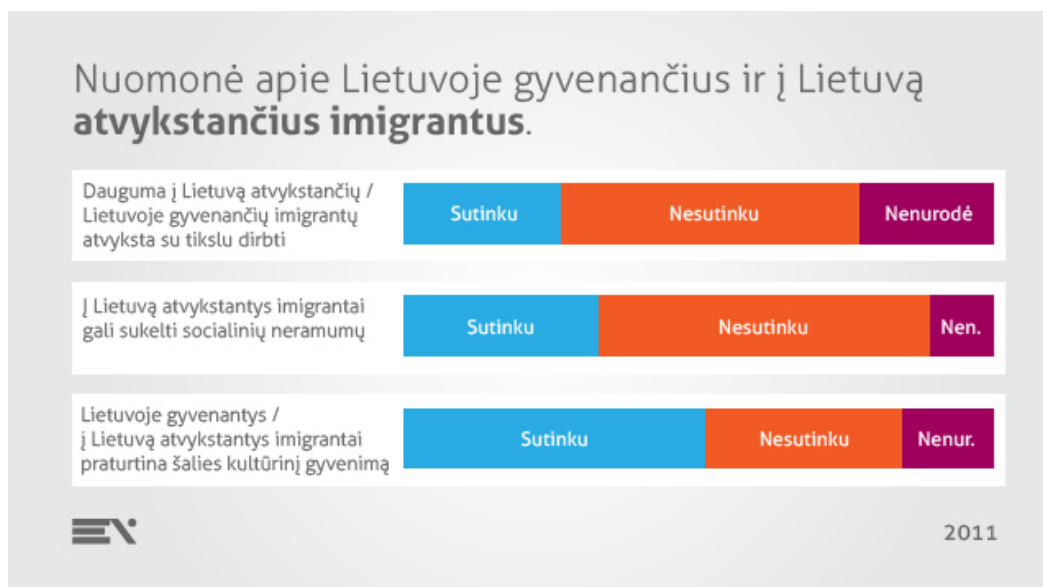 Nuomonė apie Lietuvoje gyvenančius ir į Lietuvą
atvykstančius imigrantus.
Dauguma į Lietuvą atvykstančių /
Lietuvoje gyvenančių imigrantų
atvyksta su tikslu dirbti
Sutinku Nesutinku Nenurodė
Į Lietuvą atvykstantys imigrantai
gali sukelti socialinių neramumų
Sutinku Nesutinku Nen.
Lietuvoje gyvenantys /
į Lietuvą atvykstantys imigrantai
praturtina šalies kultūrinį gyvenimą
Sutinku Nesutinku Nenur.
2011